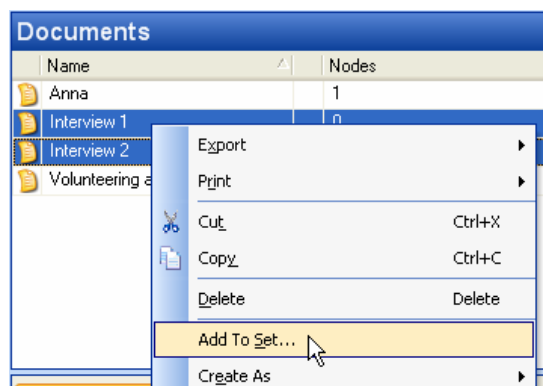 Documents
Name Nodes
Anna 1
Interview 1 0
Interview 2
Volunteering a
Export
Print
Cut Ctrl+X
Copy Ctrl+C
Delete Delete
Add To Set...
Create As